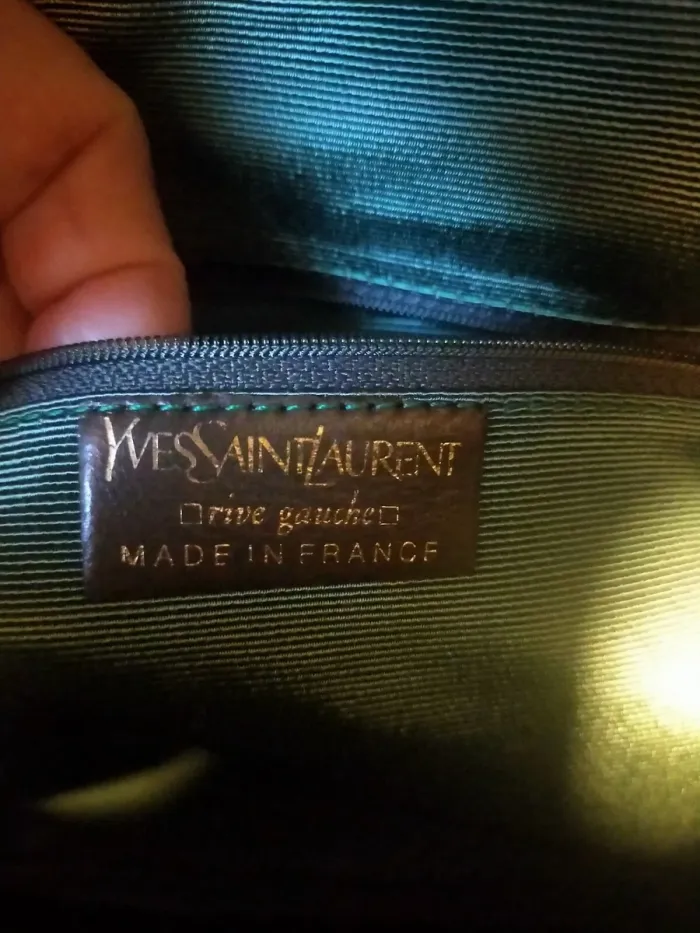 YVES SAINT LAURENT
rive gauche
MADE IN FRANCE